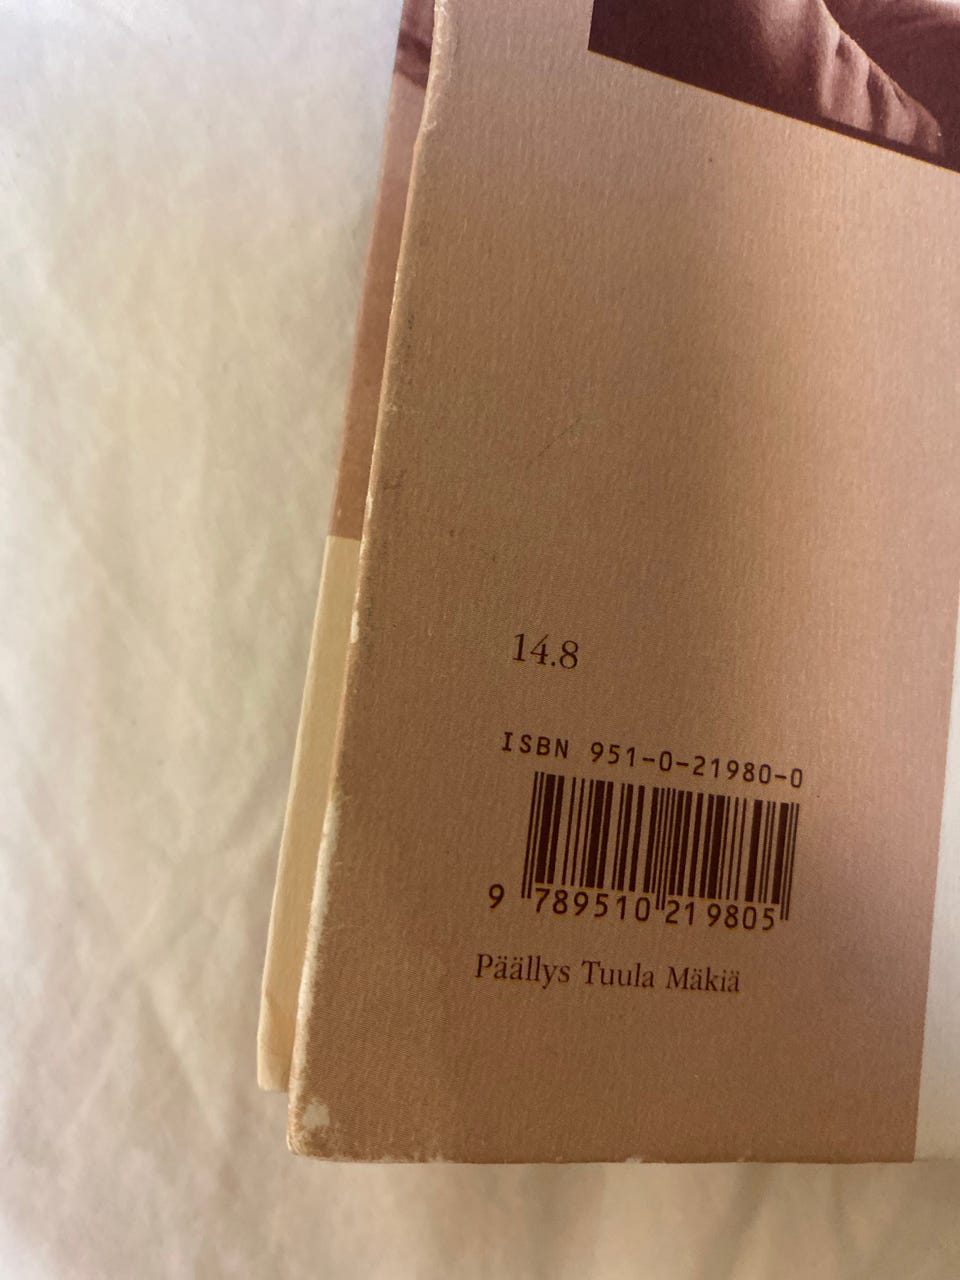 14.8
ISBN 951-0-21980-0
9 789510 219805
Päällys Tuula Mäkiä